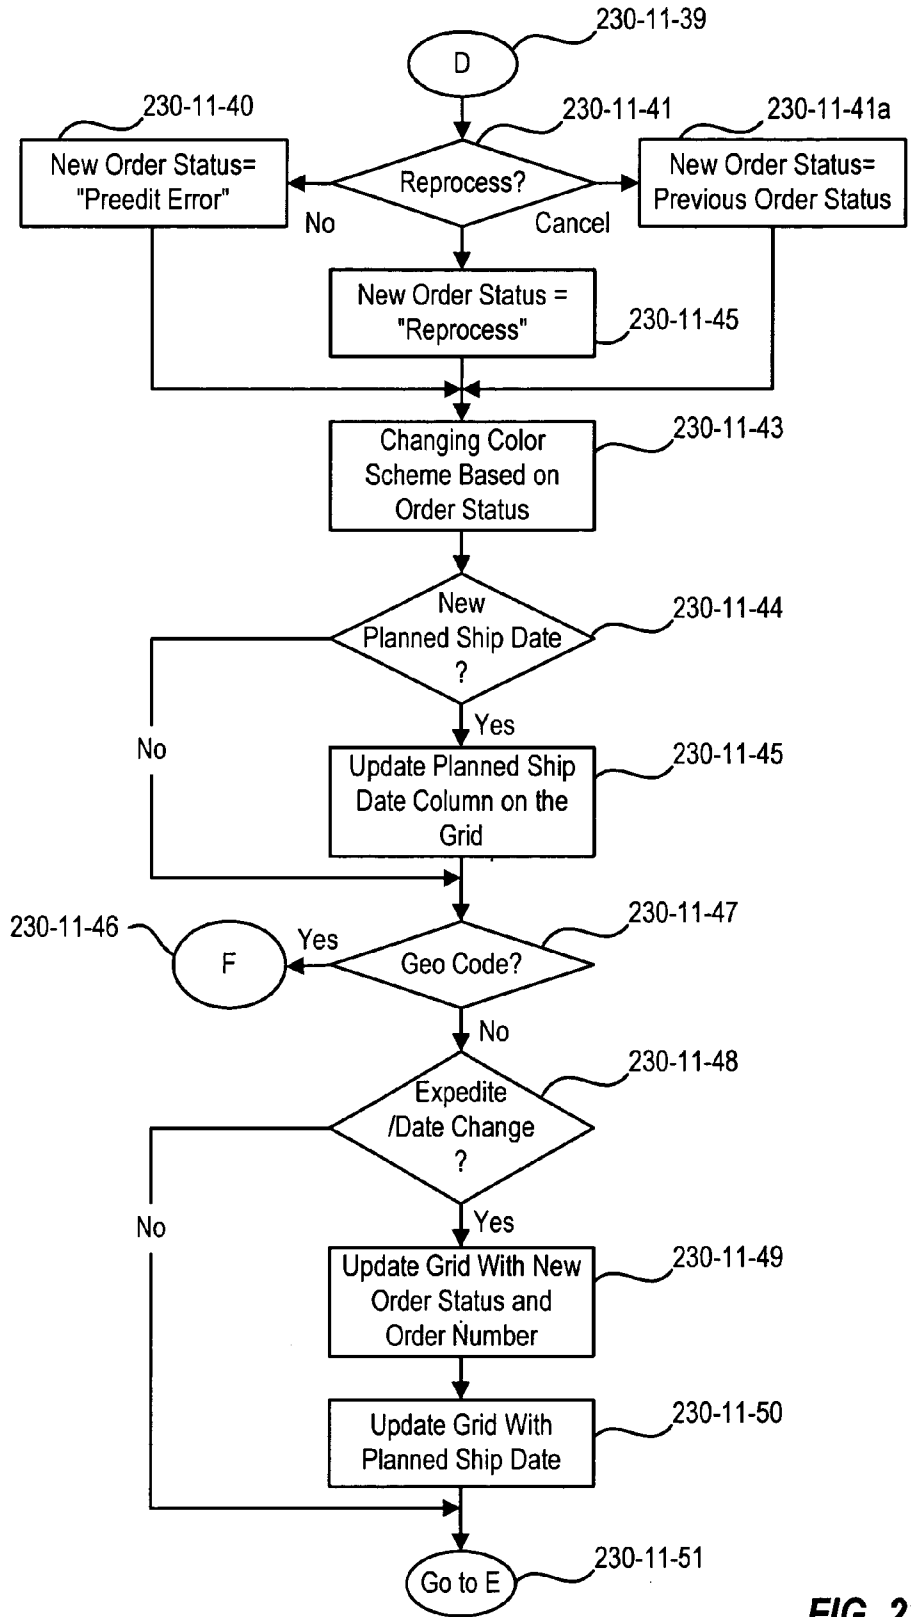 230-11-39
D
230-11-40
230-11-41
230-11-41a
New Order Status=
"Preedit Error"
Reprocess?
New Order Status=
Previous Order Status
No
Cancel
New Order Status =
"Reprocess"
230-11-45
Changing Color
Scheme Based on
Order Status
230-11-43
New
Planned Ship Date
?
230-11-44
No
Yes
Update Planned Ship
Date Column on the
Grid
230-11-45
230-11-46
F
Yes
Geo Code?
230-11-47
No
Expedite
/Date Change
?
230-11-48
No
Yes
Update Grid With New
Order Status and
Order Number
230-11-49
Update Grid With
Planned Ship Date
230-11-50
Go to E
230-11-51
FIG. 2